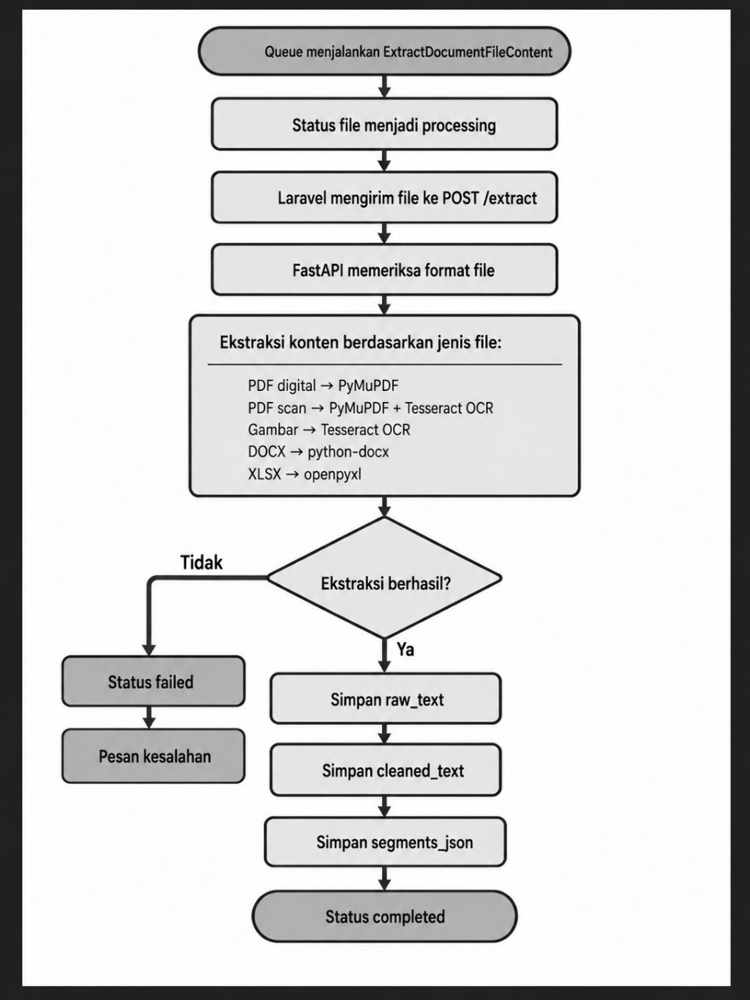 Queue menjalankan ExtractDocumentFileContent
Status file menjadi processing
Laravel mengirim file ke POST /extract
FastAPI memeriksa format file
Ekstraksi konten berdasarkan jenis file:
PDF digital → PyMuPDF
PDF scan → PyMuPDF + Tesseract OCR
Gambar → Tesseract OCR
DOCX → python-docx
XLSX → openpyxl
Ekstraksi berhasil?
Tidak
Status failed
Pesan kesalahan
Ya
Simpan raw_text
Simpan cleaned_text
Simpan segments_json
Status completed